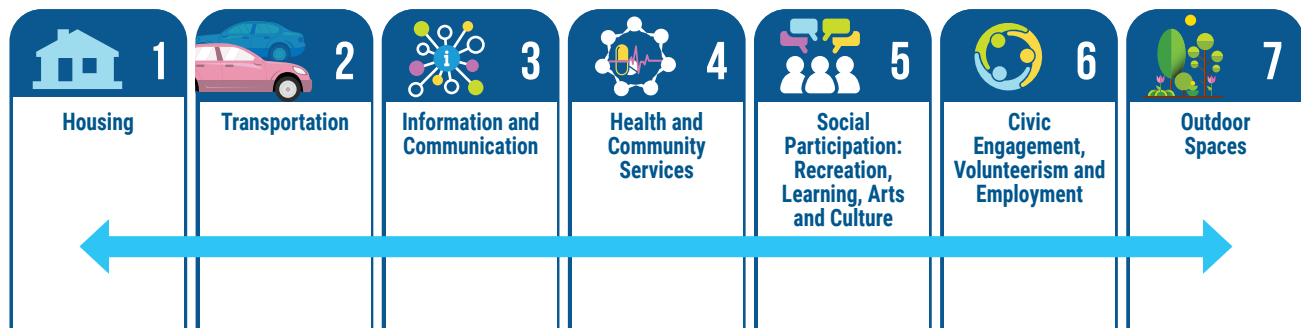 1
Housing
2
Transportation
i
3
Information and
Communication
4
Health and
Community
Services
5
Social
Participation:
Recreation,
Learning, Arts
and Culture
6
Civic
Engagement,
Volunteerism and
Employment
7
Outdoor
Spaces